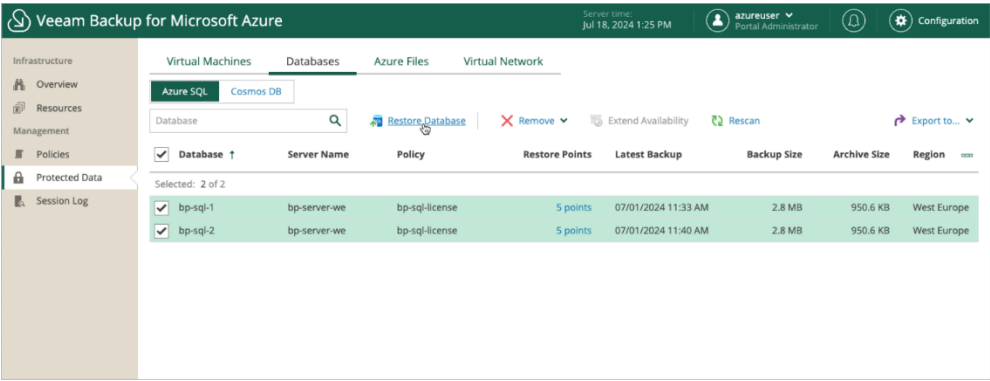 Veeam Backup for Microsoft Azure
Server time:
Jul 18, 2024 1:25 PM
azureuser
Portal Administrator
Configuration
Infrastructure
Overview
Resources
Management
Policies
Protected Data
Session Log
Virtual Machines Databases Azure Files Virtual Network
Azure SQL Cosmos DB
Database Restore Database Remove Extend Availability Rescan Export to...
Database ↑ Server Name Policy Restore Points Latest Backup Backup Size Archive Size Region
Selected: 2 of 2
bp-sql-1 bp-server-we bp-sql-license 5 points 07/01/2024 11:33 AM 2.8 MB 950.6 KB West Europe
bp-sql-2 bp-server-we bp-sql-license 5 points 07/01/2024 11:40 AM 2.8 MB 950.6 KB West Europe